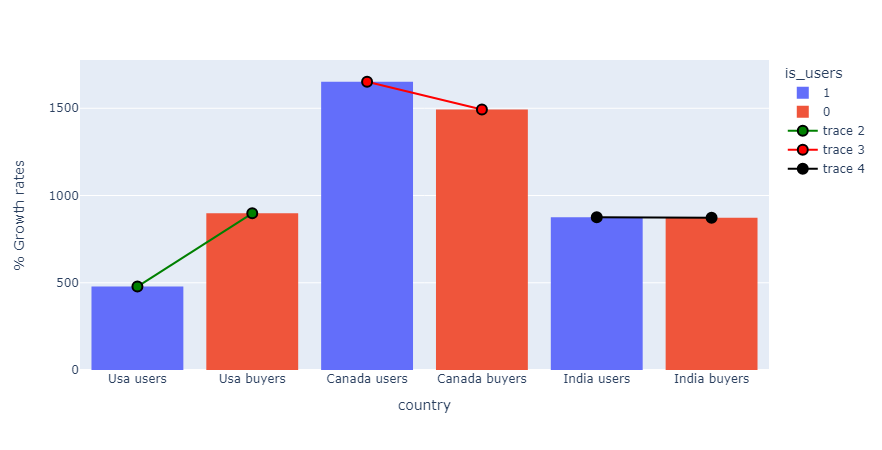 is_users
1
0
trace 2
trace 3
trace 4
% Growth rates
1500
1000
500
0
Usa users
Usa buyers
Canada users
Canada buyers
India users
India buyers
country